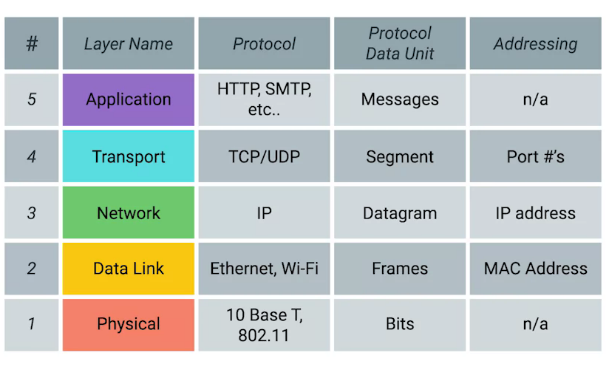 # Layer Name Protocol Protocol Data Unit Addressing
5 Application HTTP, SMTP, etc.. Messages n/a
4 Transport TCP/UDP Segment Port #'s
3 Network IP Datagram IP address
2 Data Link Ethernet, Wi-Fi Frames MAC Address
1 Physical 10 Base T, 802.11 Bits n/a